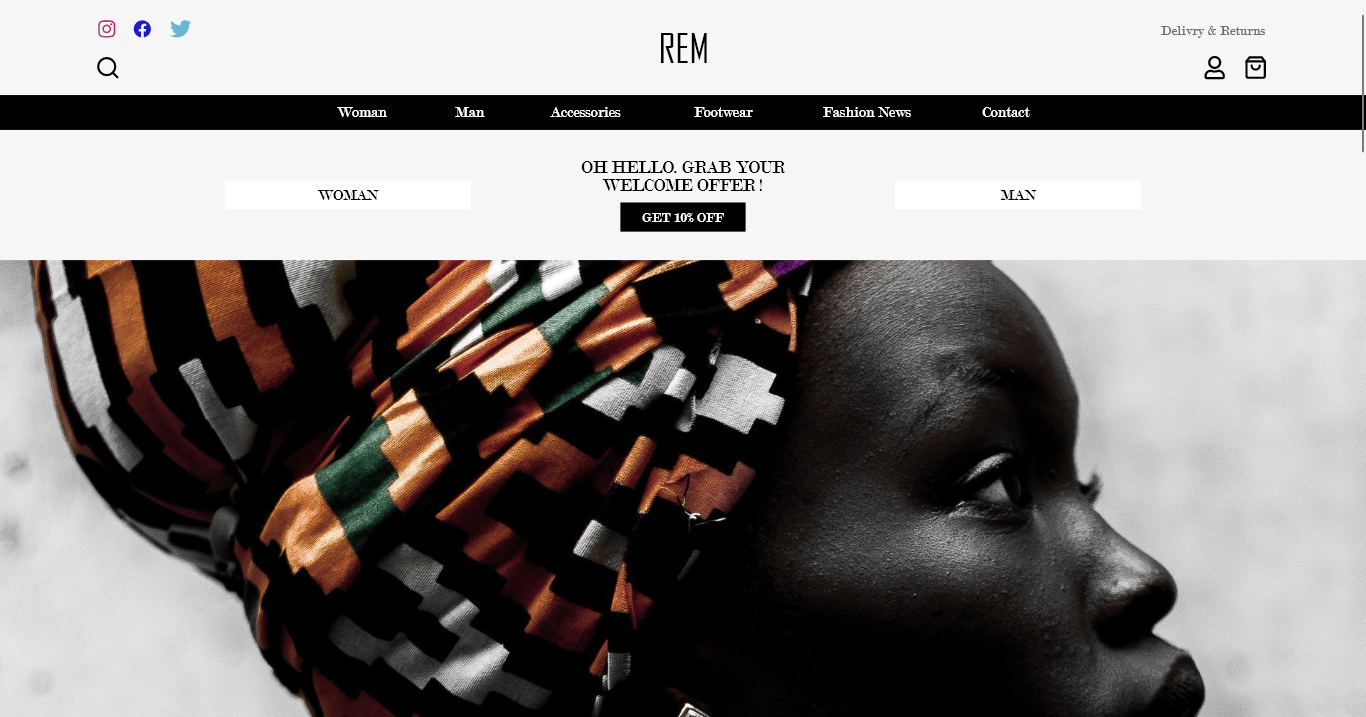 Delivry & Returns
REM
Woman Man Accessories Footwear Fashion News Contact
OH HELLO. GRAB YOUR
WELCOME OFFER !
WOMAN
MAN
GET 10% OFF